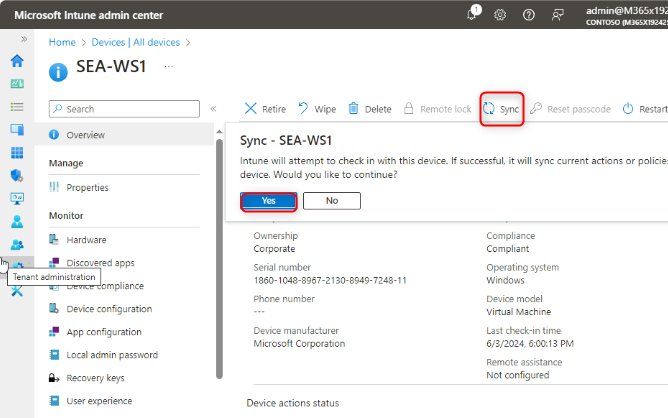 Microsoft Intune admin center
1
admin@M365x19242
CONTOSO (M365X192425
Home > Devices | All devices >
SEA-WS1
...
Search
«
Retire
Wipe
Delete
Remote lock
Sync
Reset passcode
Restart
Overview
Manage
Properties
Monitor
Hardware
Discovered apps
Tenant administration
Device compliance
Device configuration
App configuration
Local admin password
Recovery keys
User experience
Sync - SEA-WS1
Intune will attempt to check in with this device. If successful, it will sync current actions or policies
device. Would you like to continue?
Yes
No
Ownership
Corporate
Serial number
1860-1048-8967-2130-8949-7248-11
Phone number
---
Device manufacturer
Microsoft Corporation
Compliance
Compliant
Operating system
Windows
Device model
Virtual Machine
Last check-in time
6/3/2024, 6:00:13 PM
Remote assistance
Not configured
Device actions status